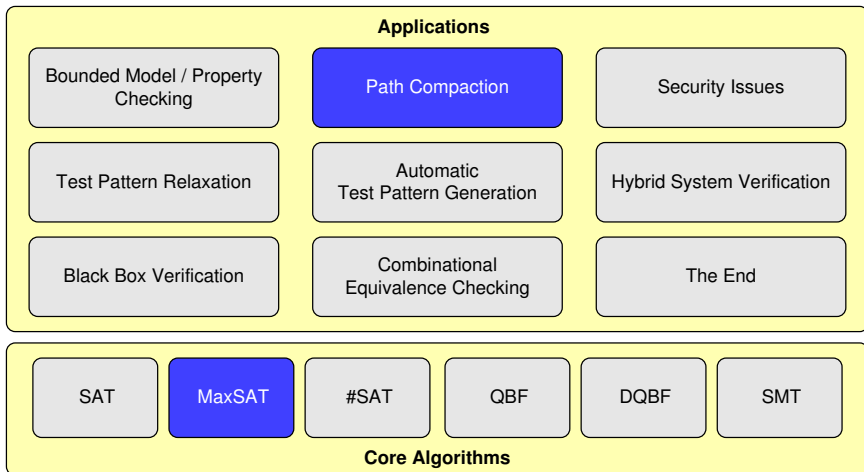 Applications
Bounded Model / Property
Checking
Path Compaction
Security Issues
Test Pattern Relaxation
Automatic
Test Pattern Generation
Hybrid System Verification
Black Box Verification
Combinational
Equivalence Checking
The End
SAT
MaxSAT
#SAT
QBF
DQBF
SMT
Core Algorithms